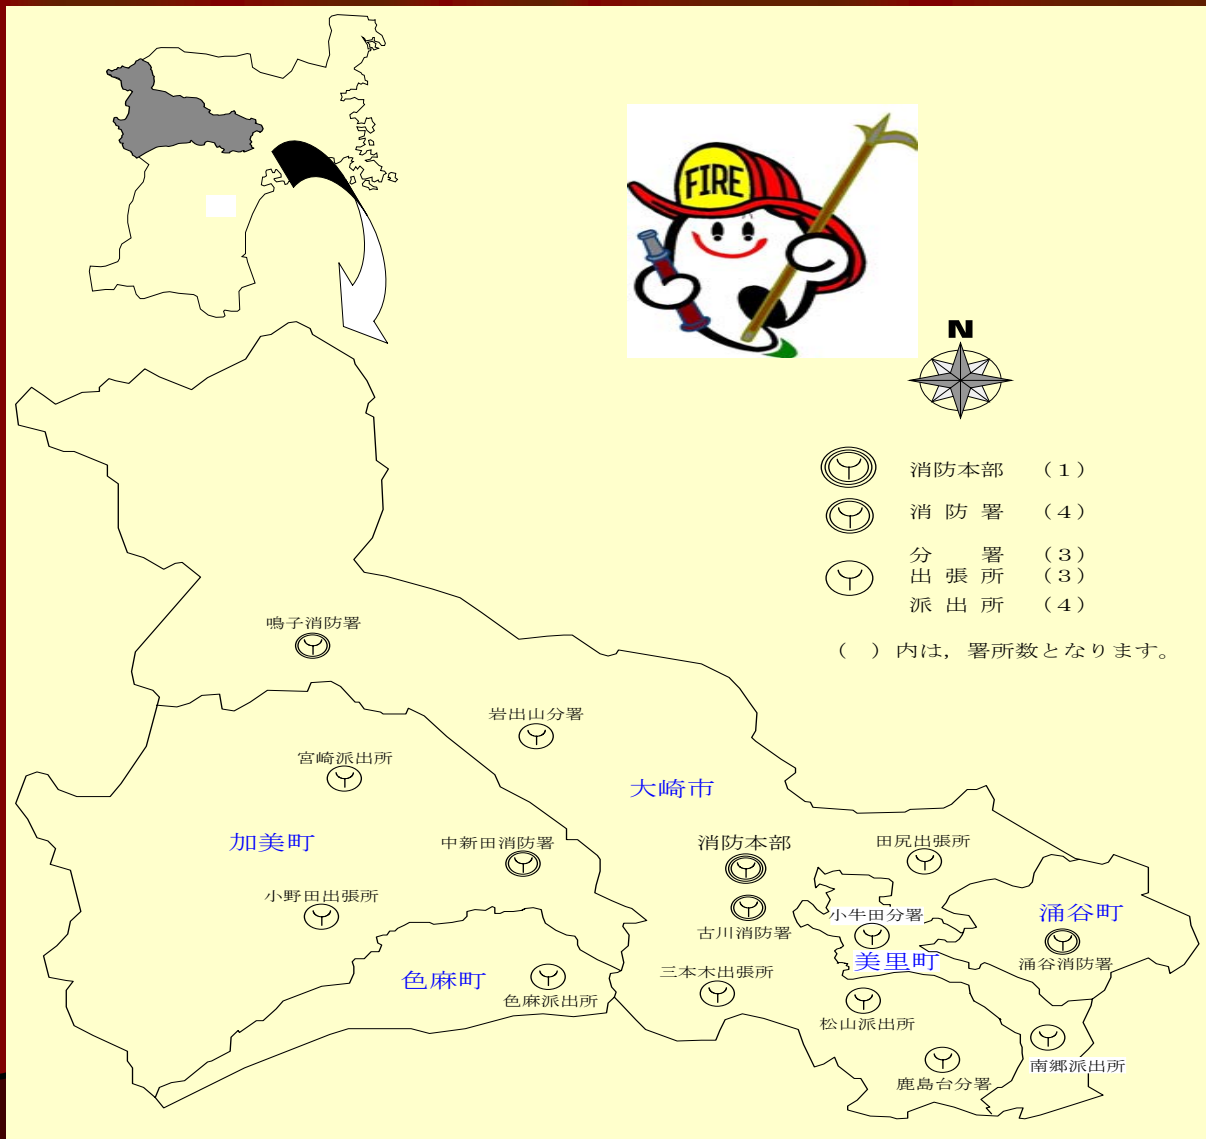 FIRE
N
消防本部 （1）
消 防 署 （4）
分 署 （3）
出 張 所 （3）
派 出 所 （4）
（ ）内は，署所数となります。
鳴子消防署
岩出山分署
宮崎派出所
大崎市
加美町
中新田消防署
消防本部
田尻出張所
小野田出張所
古川消防署
小牛田分署
涌谷町
美里町
涌谷消防署
色麻町
色麻派出所
三本木出張所
松山派出所
南郷派出所
鹿島台分署